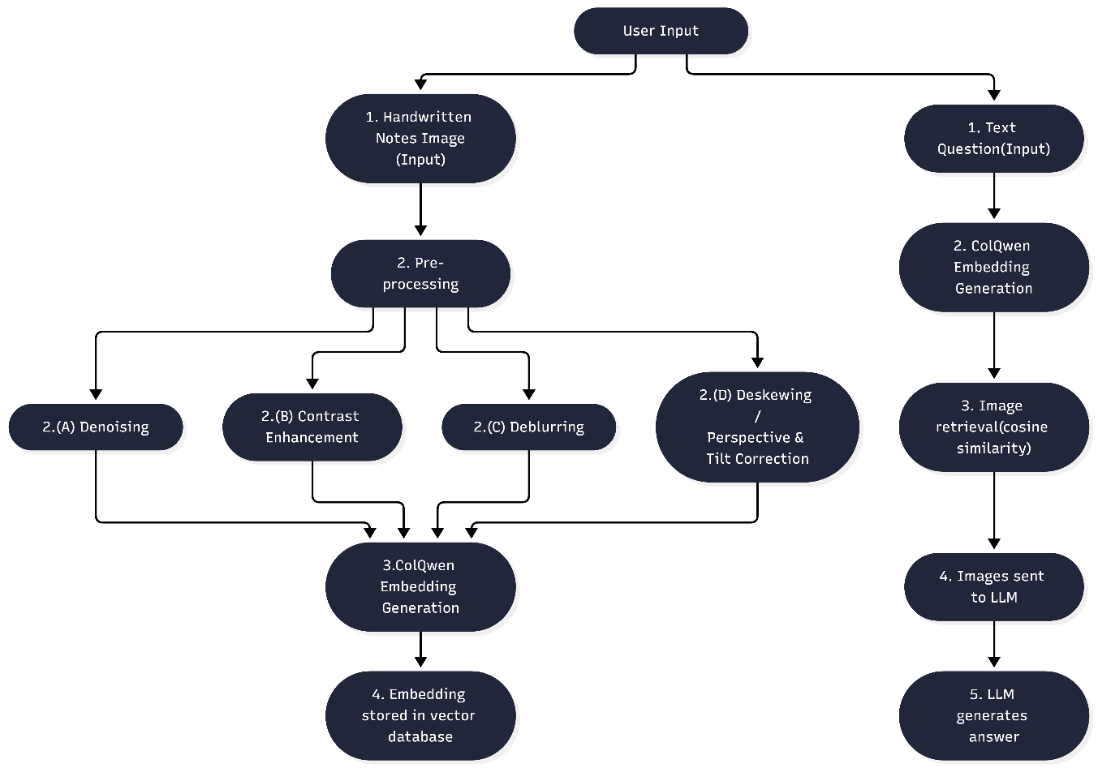 User Input
1. Handwritten
Notes Image
(Input)
2. Pre-
processing
2.(A) Denoising
2.(B) Contrast
Enhancement
2.(C) Deblurring
2.(D) Deskewing
/
Perspective &
Tilt Correction
3.ColQwen
Embedding
Generation
4. Embedding
stored in vector
database
1. Text
Question(Input)
2. ColQwen
Embedding
Generation
3. Image
retrieval(cosine
similarity)
4. Images sent
to LLM
5. LLM
generates
answer